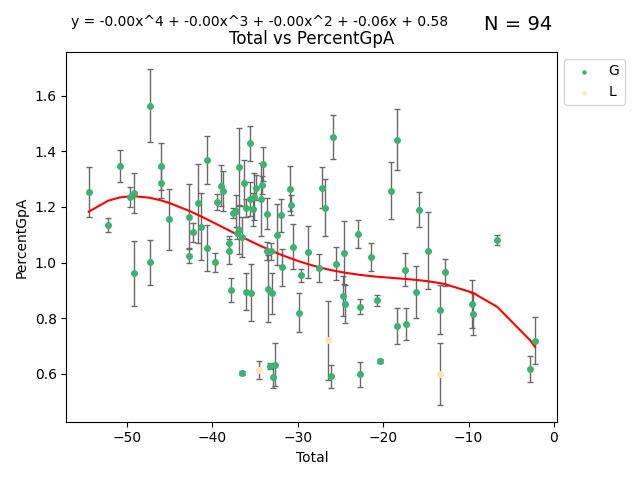 y = -0.00x^4 + -0.00x^3 + -0.00x^2 + -0.06x + 0.58
N = 94
Total vs PercentGpA
G
L
1.6
1.4
1.2
1.0
0.8
0.6
PercentGpA
−50
−40
−30
−20
−10
0
Total